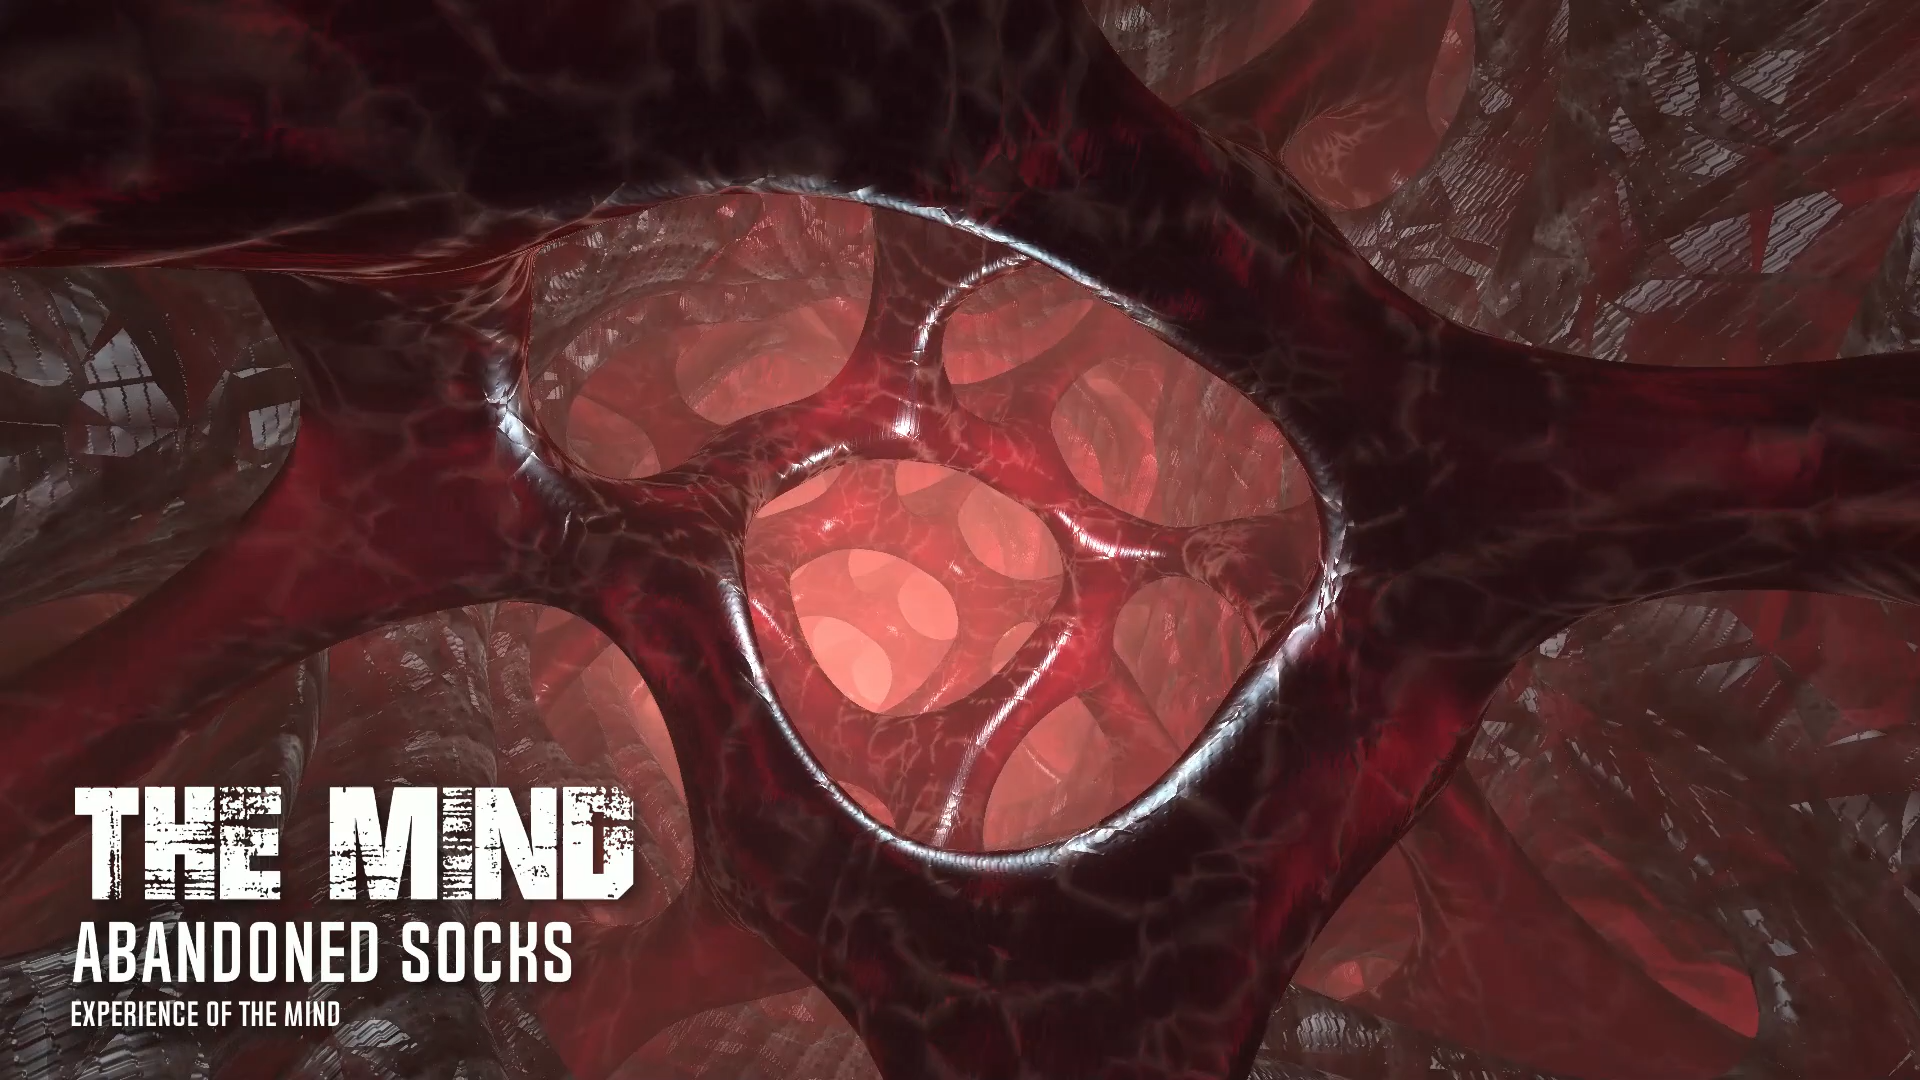 THE MIND
ABANDONED SOCKS
EXPERIENCE OF THE MIND